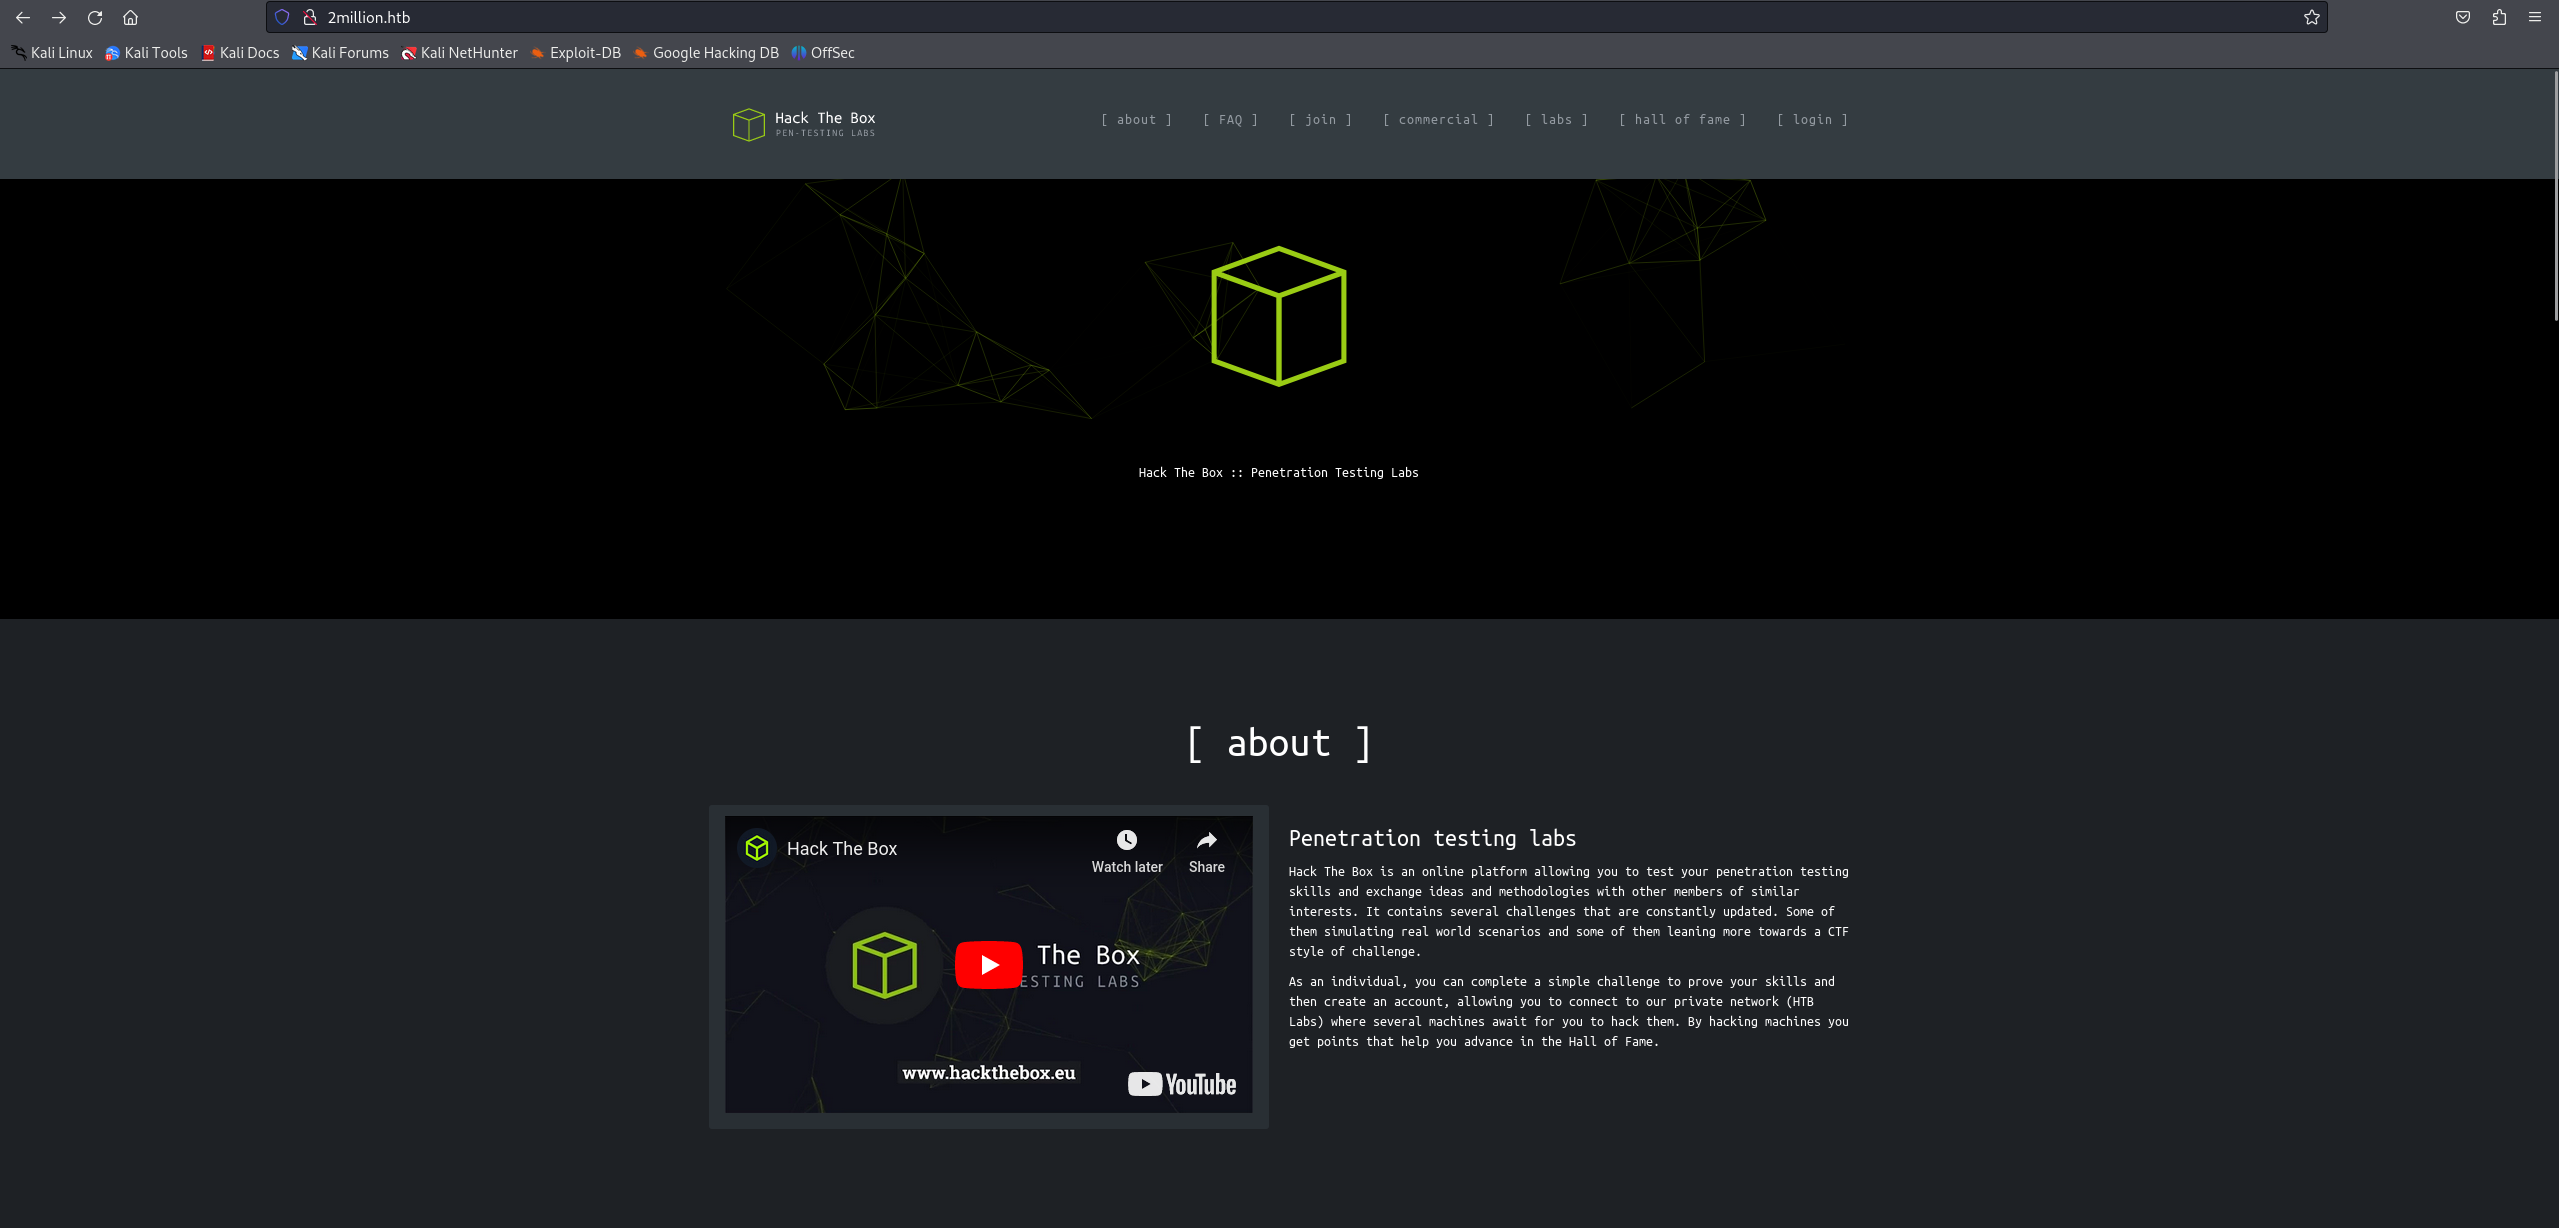 2million.htb
Kali Linux Kali Tools Kali Docs Kali Forums Kali NetHunter Exploit-DB Google Hacking DB OffSec
Hack The Box
PEN-TESTING LABS
[ about ] [ FAQ ] [ join ] [ commercial ] [ labs ] [ hall of fame ] [ login ]
Hack The Box :: Penetration Testing Labs
[ about ]
Hack The Box
Watch later Share
The Box
ESTING LABS
www.hackthebox.eu
YouTube
Penetration testing labs
Hack The Box is an online platform allowing you to test your penetration testing
skills and exchange ideas and methodologies with other members of similar
interests. It contains several challenges that are constantly updated. Some of
them simulating real world scenarios and some of them leaning more towards a CTF
style of challenge.
As an individual, you can complete a simple challenge to prove your skills and
then create an account, allowing you to connect to our private network (HTB
Labs) where several machines await for you to hack them. By hacking machines you
get points that help you advance in the Hall of Fame.